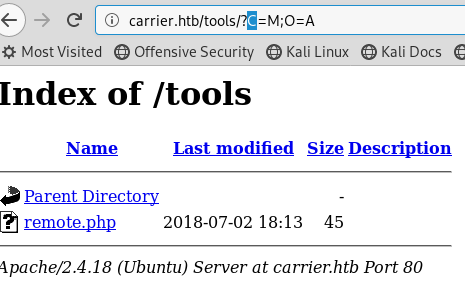 carrier.htb/tools/?C=M;O=A
Most Visited Offensive Security Kali Linux Kali Docs
Index of /tools
Name Last modified Size Description
Parent Directory -
remote.php 2018-07-02 18:13 45
Apache/2.4.18 (Ubuntu) Server at carrier.htb Port 80